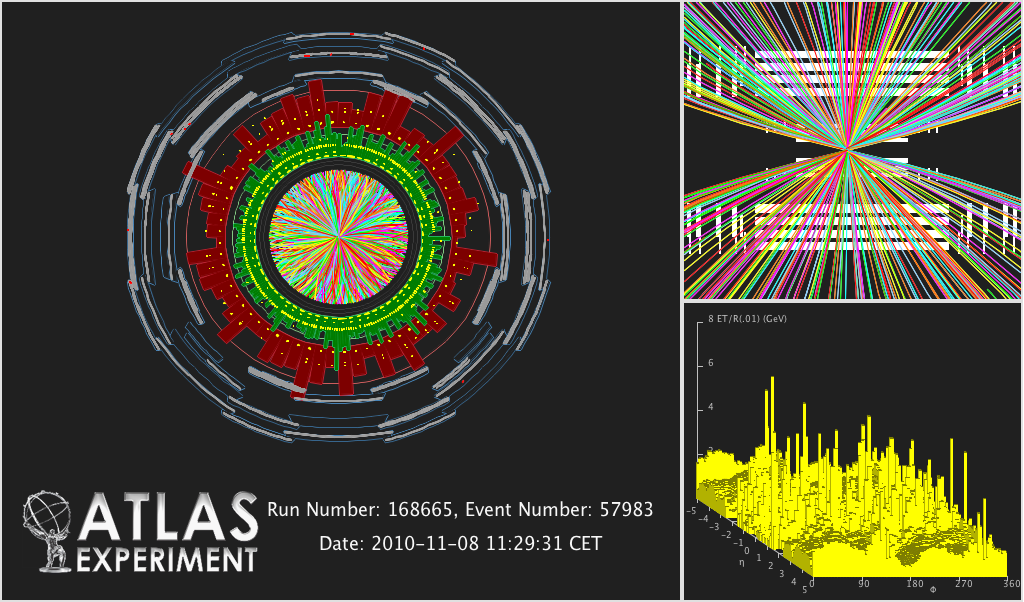 ATLAS
EXPERIMENT
Run Number: 168665, Event Number: 57983
Date: 2010-11-08 11:29:31 CET
8 ET/R(.01) (GeV)
6
4
2
-5
-4
-3
-2
-1
0
1
2
3
4
5
η
0
90
180
270
360
Φ